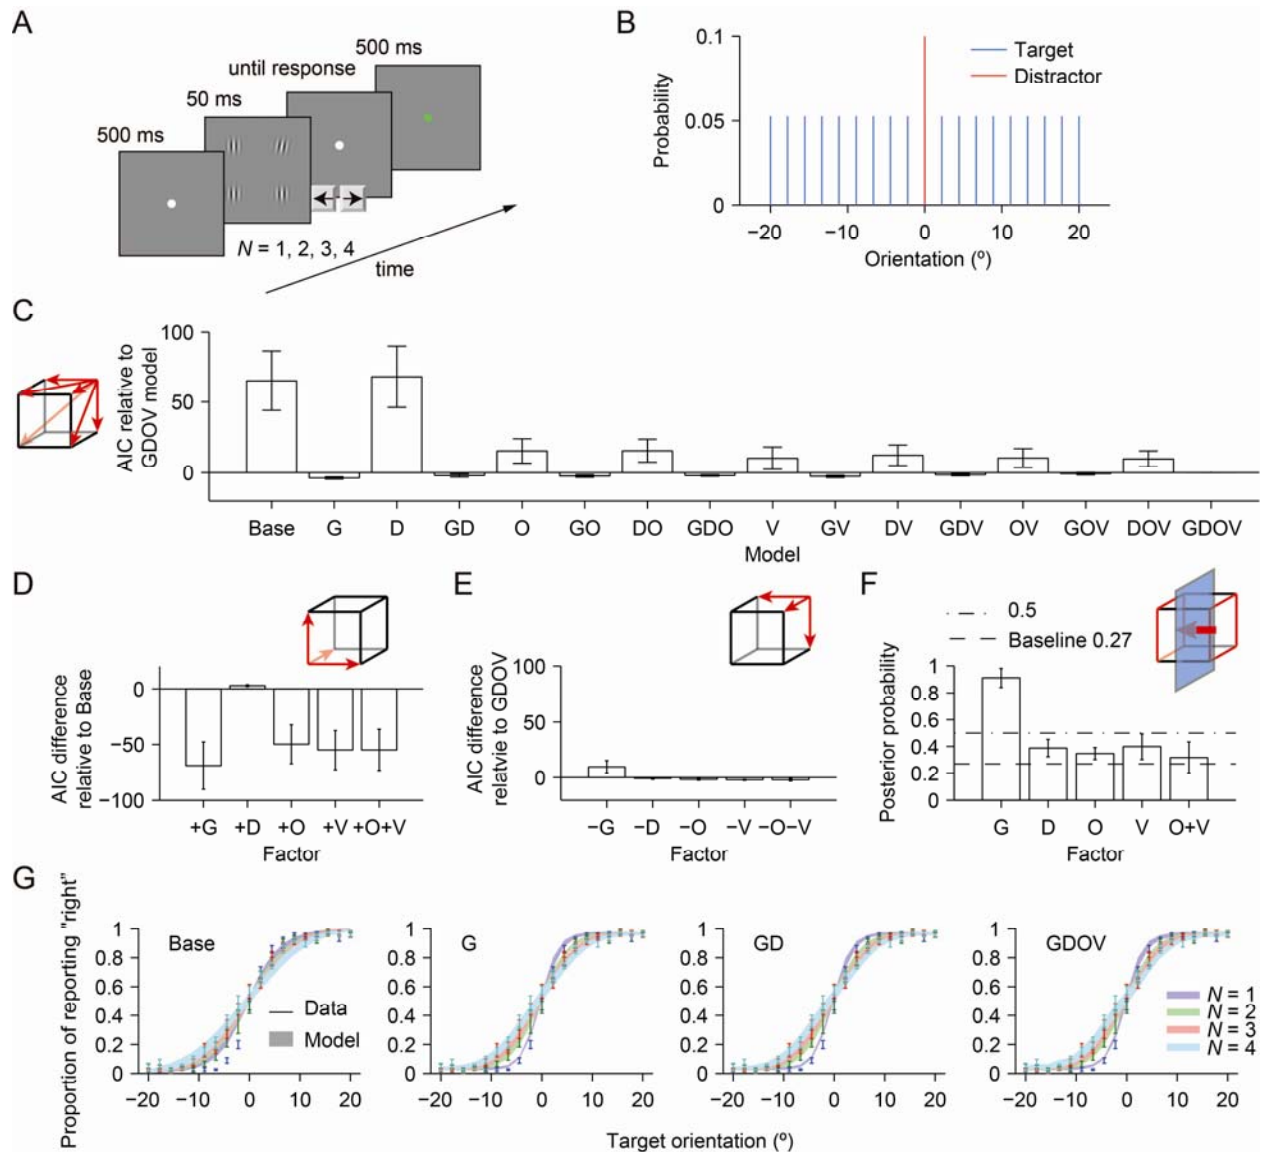 A
500 ms
until response
50 ms
500 ms
N = 1, 2, 3, 4
time
B
0.1
0.05
0
Probability
Target
Distractor
−20 −10 0 10 20
Orientation (º)
C
AIC relative to
GDOV model
100
50
0
Base G D GD O GO DO GDO V GV DV GDV OV GOV DOV GDOV
Model
D
AIC difference
relative to Base
0
−50
−100
+G +D +O +V +O+V
Factor
E
AIC difference
relatvie to GDOV
100
50
0
−G −D −O −V −O−V
Factor
F
0.5
Baseline 0.27
Posterior probability
1
0.8
0.6
0.4
0.2
0
G D O V O+V
Factor
G
Proportion of reporting "right"
1
0.8
0.6
0.4
0.2
0
Base
Data
Model
−20 −10 0 10 20
1
0.8
0.6
0.4
0.2
0
G
−20 −10 0 10 20
1
0.8
0.6
0.4
0.2
0
GD
−20 −10 0 10 20
1
0.8
0.6
0.4
0.2
0
GDOV
N = 1
N = 2
N = 3
N = 4
−20 −10 0 10 20
Target orientation (º)